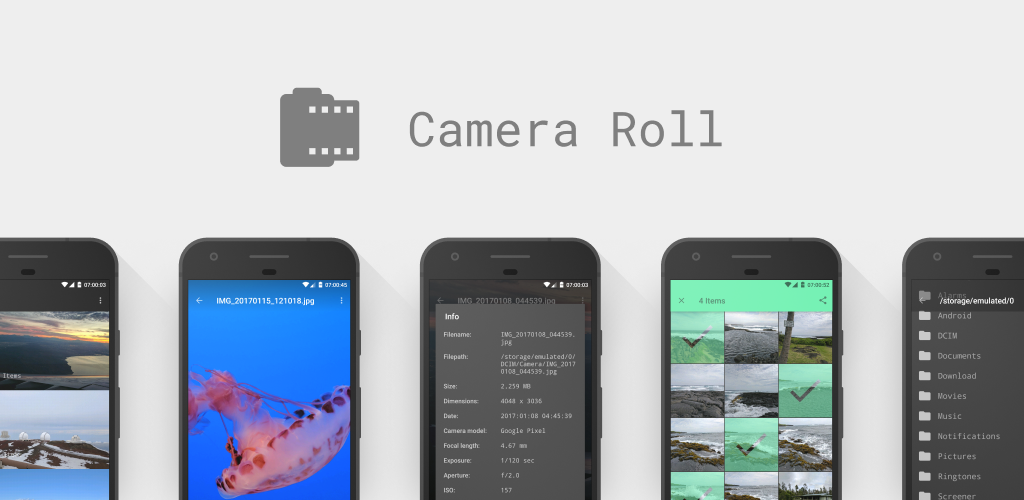 Camera Roll
07:00:03
Items
07:00:45
IMG_20170115_121018.jpg
07:00:03
IMG_20170108_044539.jpg
Info
Filename: IMG_20170108_044539.
jpg
Filepath: /storage/emulated/0/
DCIM/Camera/IMG_2017
0108_044539.jpg
Size: 2.259 MB
Dimensions: 4048 x 3036
Date: 2017:01:08 04:45:39
Camera model: Google Pixel
Focal length: 4.67 mm
Exposure: 1/120 sec
Aperture: f/2.0
ISO: 157
07:00:52
4 Items
Alarms
/storage/emulated/0
Android
DCIM
Documents
Download
Movies
Music
Notifications
Pictures
Ringtones
Screener